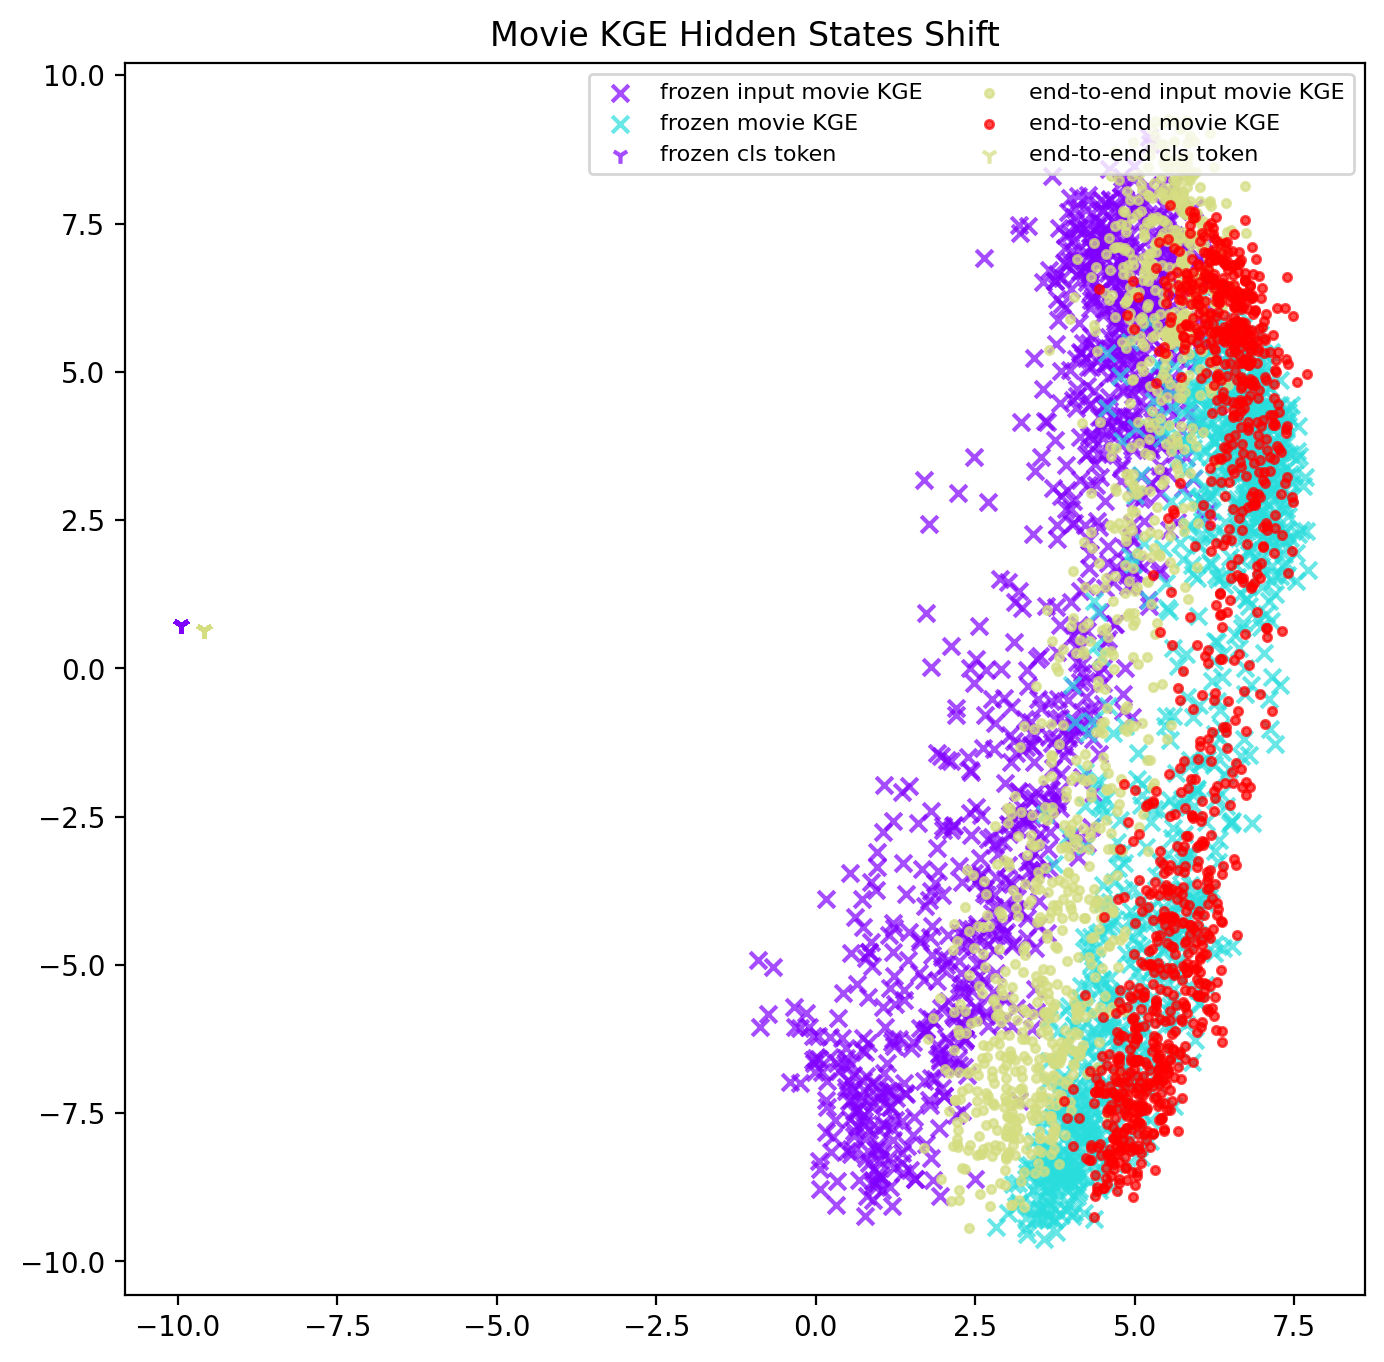 Movie KGE Hidden States Shift
frozen input movie KGE
frozen movie KGE
frozen cls token
end-to-end input movie KGE
end-to-end movie KGE
end-to-end cls token
10.0
7.5
5.0
2.5
0.0
−2.5
−5.0
−7.5
−10.0
−10.0 −7.5 −5.0 −2.5 0.0 2.5 5.0 7.5